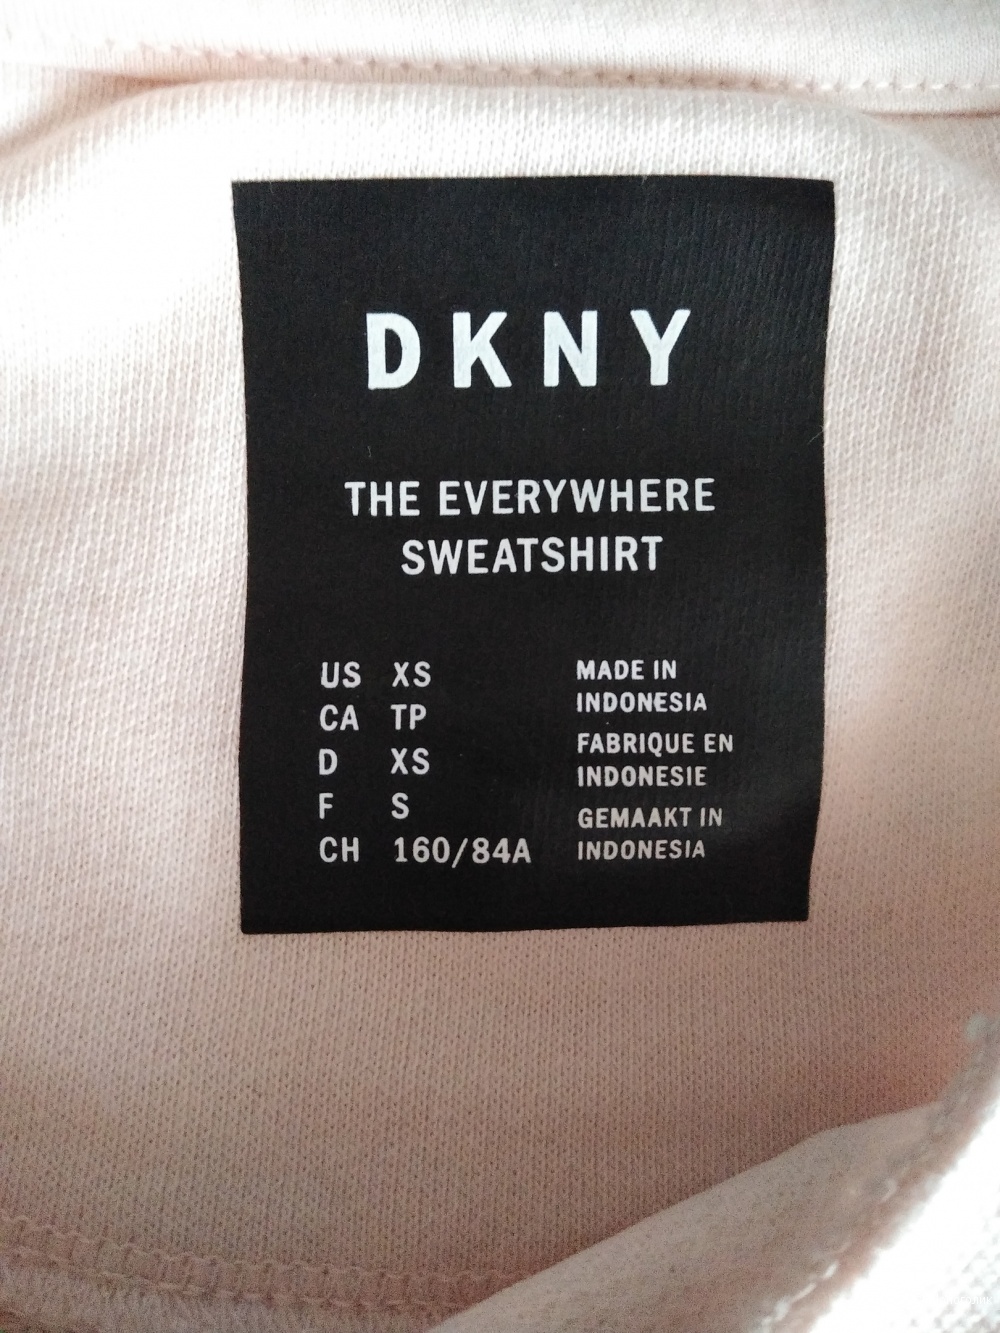 DKNY
THE EVERYWHERE
SWEATSHIRT
US XS
CA TP
D XS
F S
CH 160/84A
MADE IN
INDONESIA
FABRIQUE EN
INDONESIE
GEMAAKT IN
INDONESIA